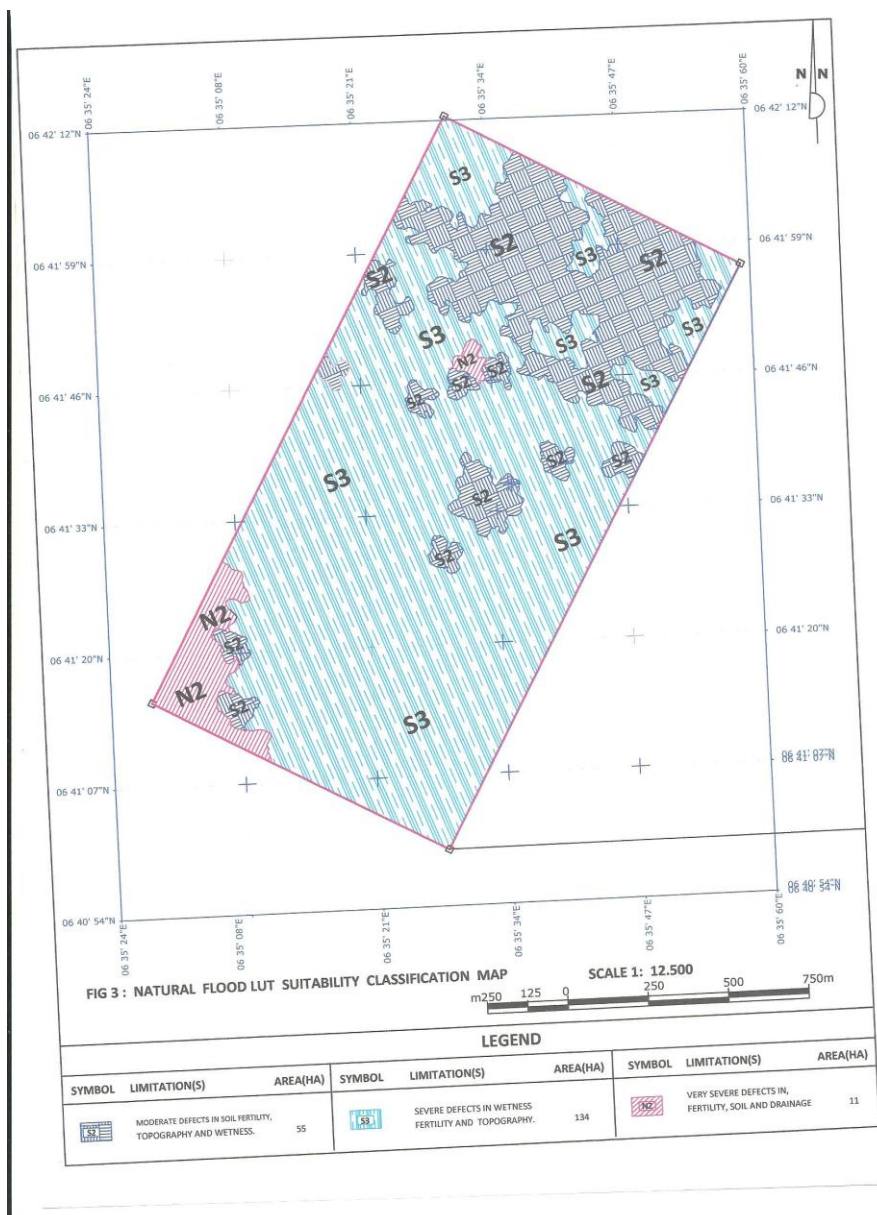 N N
06 35' 24"E
06 35' 08"E
06 35' 21"E
06 35' 34"E
06 35' 47"E
06 35' 60"E
06 42' 12"N
06 42' 12"N
S3
S2
06 41' 59"N
S3
S2
06 41' 59"N
S2
S3
S3
S3
N2
S2
S2
S2
S3
06 41' 46"N
06 41' 46"N
S2
S2
S2
S3
S2
06 41' 33"N
S3
06 41' 33"N
S2
N2
S2
06 41' 20"N
06 41' 20"N
N2
S2
S3
06 41' 07"N
06 41' 07"N
06 41' 07"N
06 40' 54"N
06 40' 54"N
06 40' 54"N
06 35' 24"E
06 35' 08"E
06 35' 21"E
06 35' 34"E
06 35' 47"E
06 35' 60"E
FIG 3 : NATURAL FLOOD LUT SUITABILITY CLASSIFICATION MAP
SCALE 1: 12.500
m250 125 0 250 500 750m
LEGEND
SYMBOL LIMITATION(S) AREA(HA) SYMBOL LIMITATION(S) AREA(HA) SYMBOL LIMITATION(S) AREA(HA)
S2 MODERATE DEFECTS IN SOIL FERTILITY,
TOPOGRAPHY AND WETNESS. 55
S3 SEVERE DEFECTS IN WETNESS
FERTILITY AND TOPOGRAPHY. 134
N2 VERY SEVERE DEFECTS IN,
FERTILITY, SOIL AND DRAINAGE 11